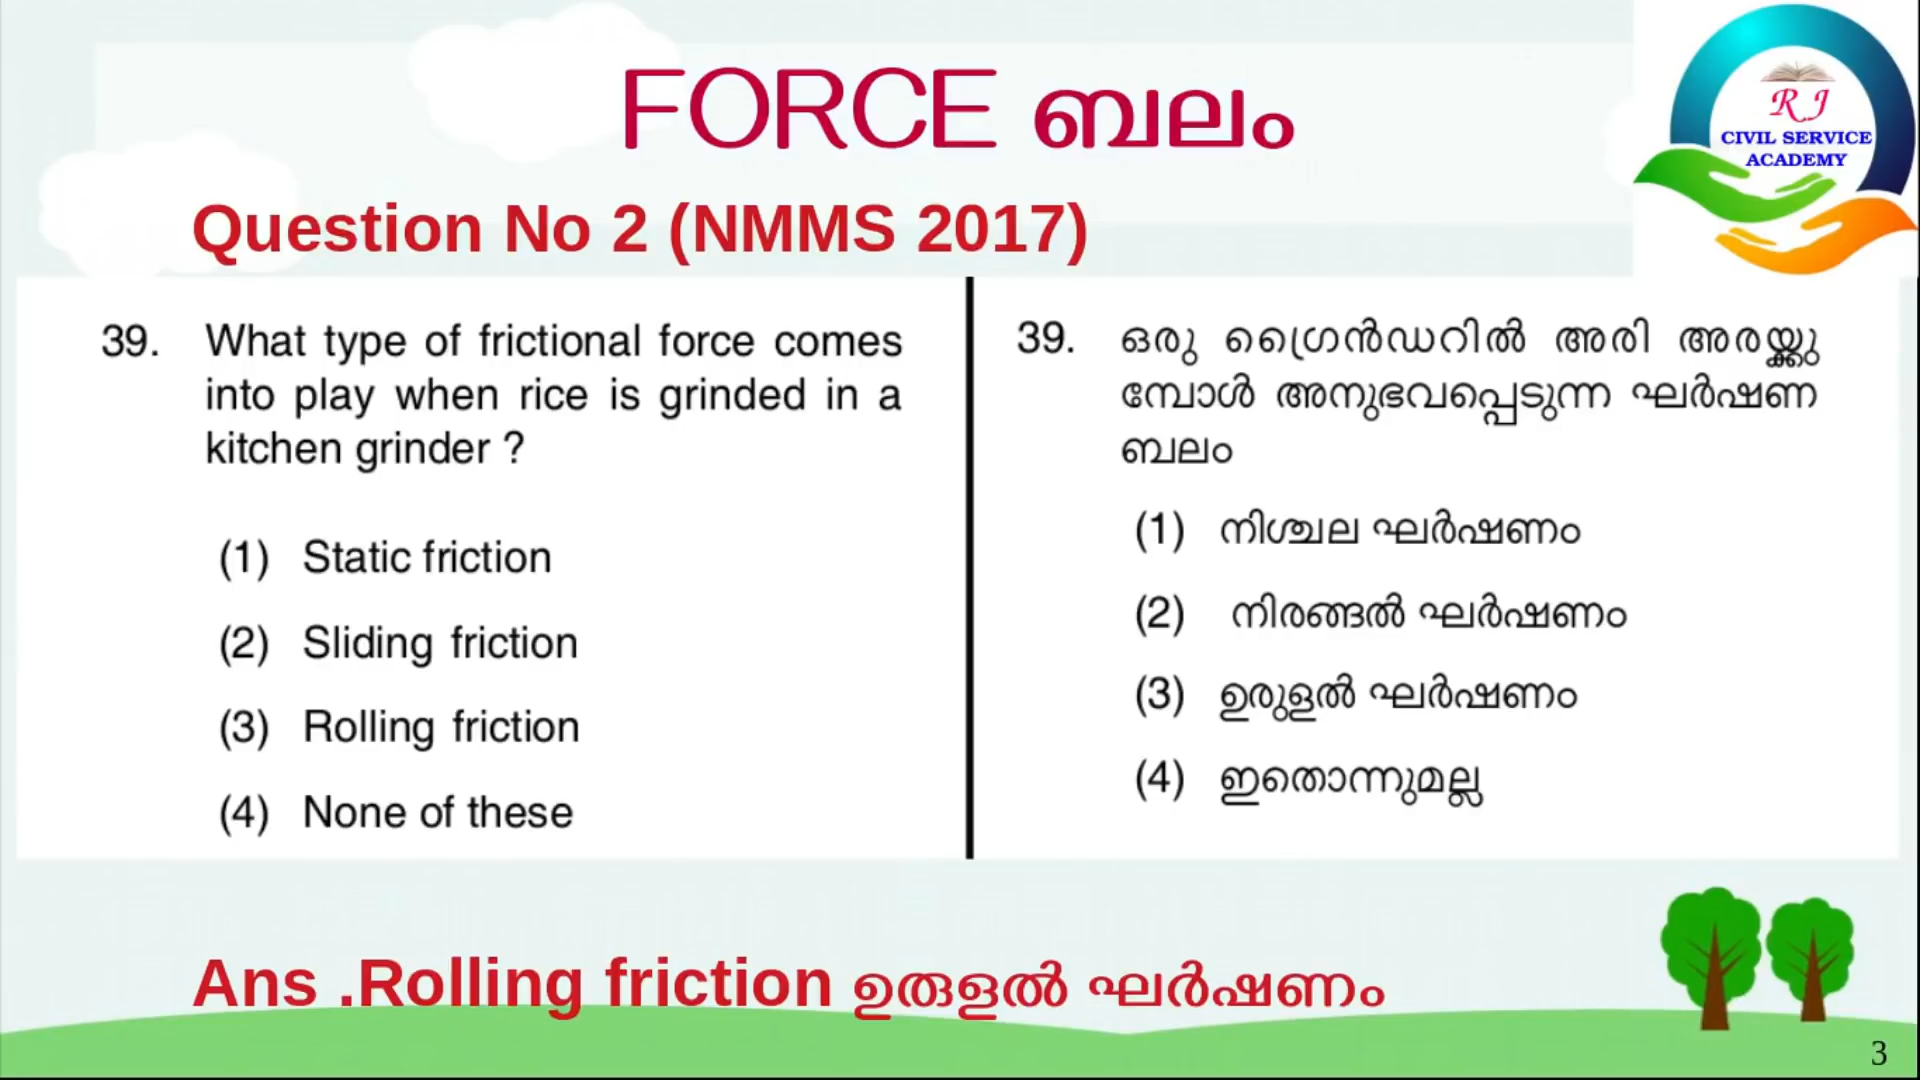 FORCE ബലം
R J
CIVIL SERVICE
ACADEMY
Question No 2 (NMMS 2017)
39. What type of frictional force comes
into play when rice is grinded in a
kitchen grinder ?
(1) Static friction
(2) Sliding friction
(3) Rolling friction
(4) None of these
39. ഒരു ഗ്രൈൻഡറിൽ അരി അരയ്ക്കു
മ്പോൾ അനുഭവപ്പെടുന്ന ഘർഷണ
ബലം
(1) നിശ്ചല ഘർഷണം
(2) നിരങ്ങൽ ഘർഷണം
(3) ഉരുളൽ ഘർഷണം
(4) ഇതൊന്നുമല്ല
Ans .Rolling friction ഉരുളൽ ഘർഷണം
3